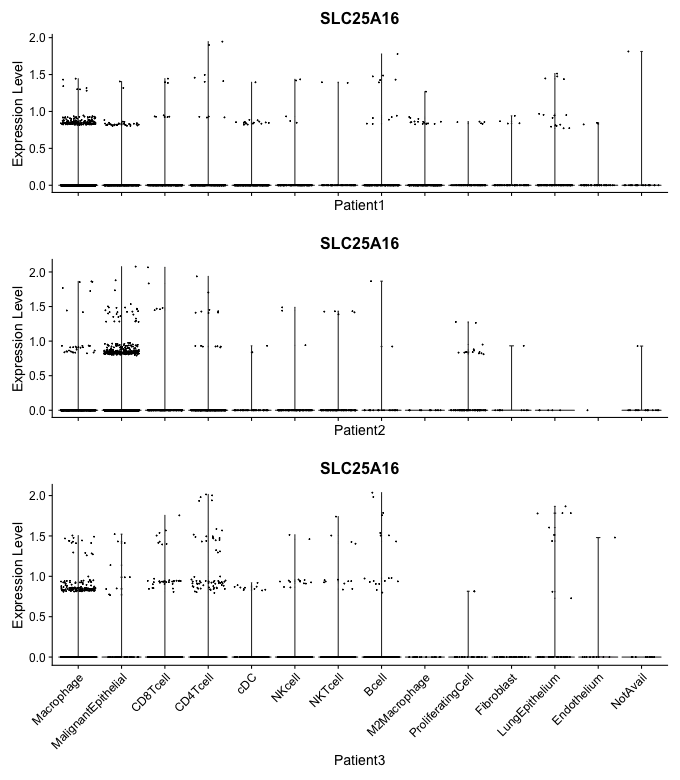 SLC25A16
Expression Level
2.0
1.5
1.0
0.5
0.0
Patient1
SLC25A16
Expression Level
2.0
1.5
1.0
0.5
0.0
Patient2
SLC25A16
Expression Level
2.0
1.5
1.0
0.5
0.0
Macrophage
MalignantEpithelial
CD8Tcell
CD4Tcell
cDC
NKcell
NKTcell
Bcell
M2Macrophage
ProliferatingCell
Fibroblast
LungEpithelium
Endothelium
NotAvail
Patient3